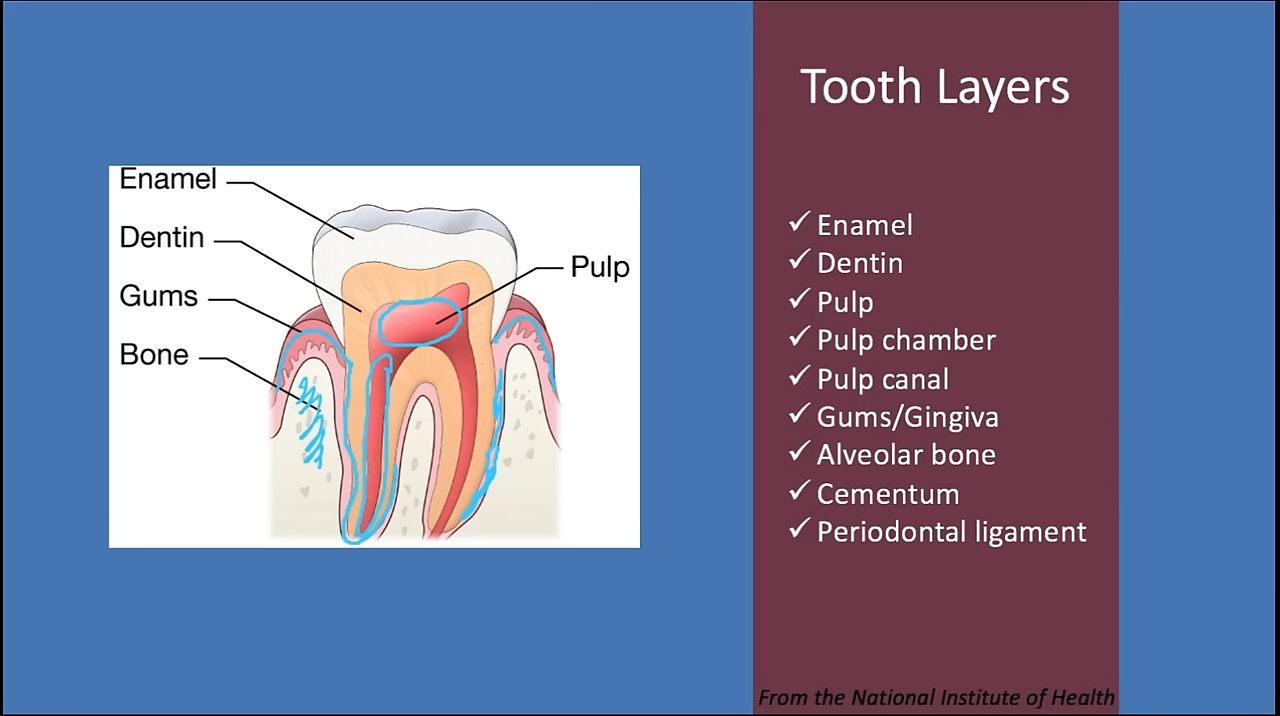 Tooth Layers
Enamel
Dentin
Gums
Bone
Pulp
✓ Enamel
✓ Dentin
✓ Pulp
✓ Pulp chamber
✓ Pulp canal
✓ Gums/Gingiva
✓ Alveolar bone
✓ Cementum
✓ Periodontal ligament
From the National Institute of Health